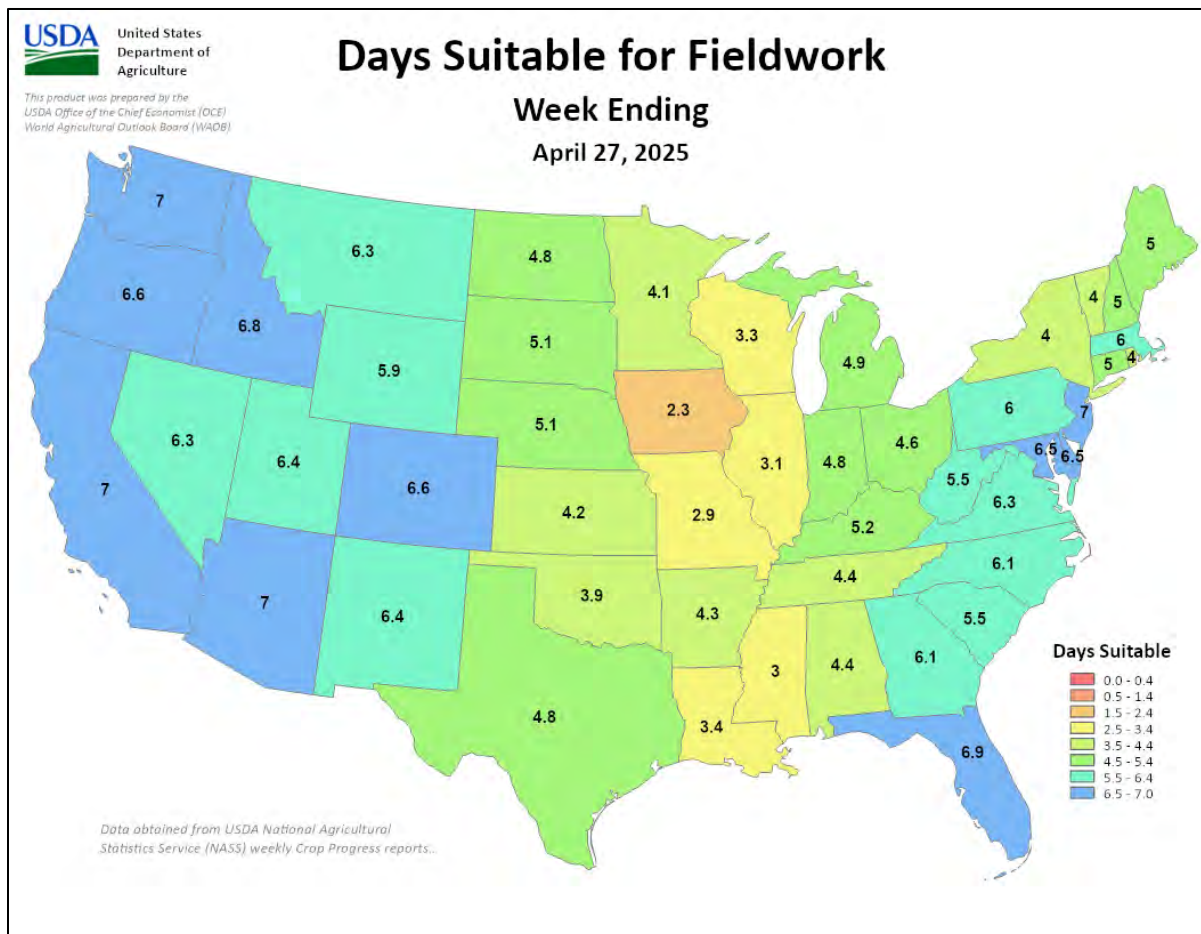 USDA
United States
Department of
Agriculture
This product was prepared by the
USDA Office of the Chief Economist (OCE)
World Agricultural Outlook Board (WAOB)
Days Suitable for Fieldwork
Week Ending
April 27, 2025
7
6.3
4.8
4.1
5
6.6
6.8
5.9
5.1
3.3
4.9
4
4
5
6
5
4
6.3
6.4
6.6
5.1
2.3
3.1
4.8
4.6
6
7
6.5
6.5
5.5
6.3
7
4.2
2.9
5.2
6.1
7
6.4
3.9
4.3
4.4
5.5
4.8
3.4
3
4.4
6.1
6.9
Days Suitable
0.0 - 0.4
0.5 - 1.4
1.5 - 2.4
2.5 - 3.4
3.5 - 4.4
4.5 - 5.4
5.5 - 6.4
6.5 - 7.0
Data obtained from USDA National Agricultural
Statistics Service (NASS) weekly Crop Progress reports...